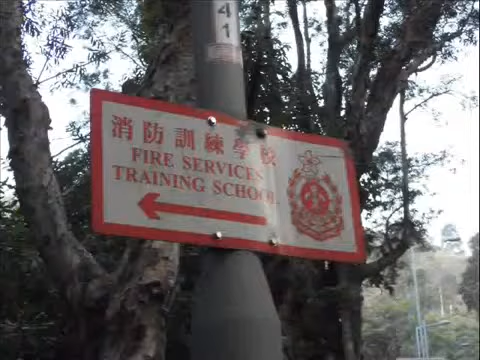 41
消防訓練學校
FIRE SERVICES
TRAINING SCHOOL